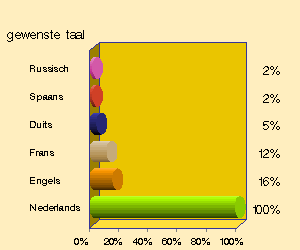 gewenste taal
Russisch 2%
Spaans 2%
Duits 5%
Frans 12%
Engels 16%
Nederlands 100%
0% 20% 40% 60% 80% 100%